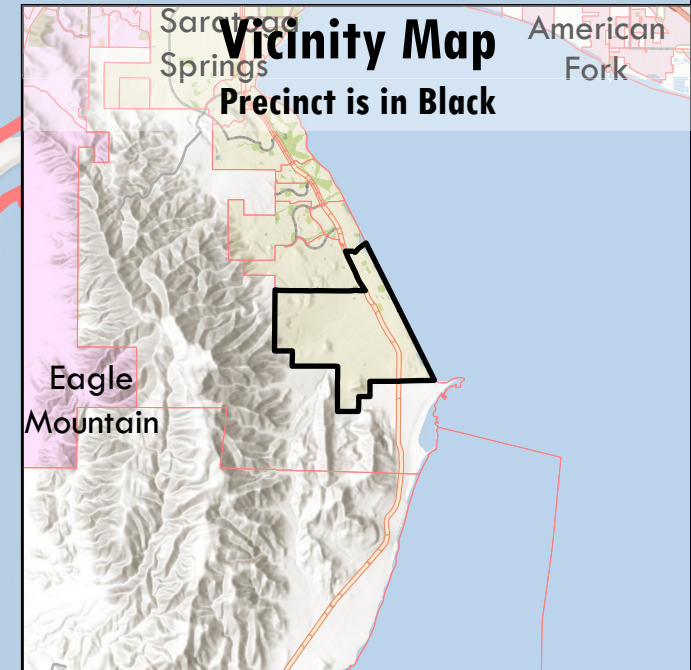 Vicinity Map
Precinct is in Black
Saratoga
Springs
American
Fork
Eagle
Mountain